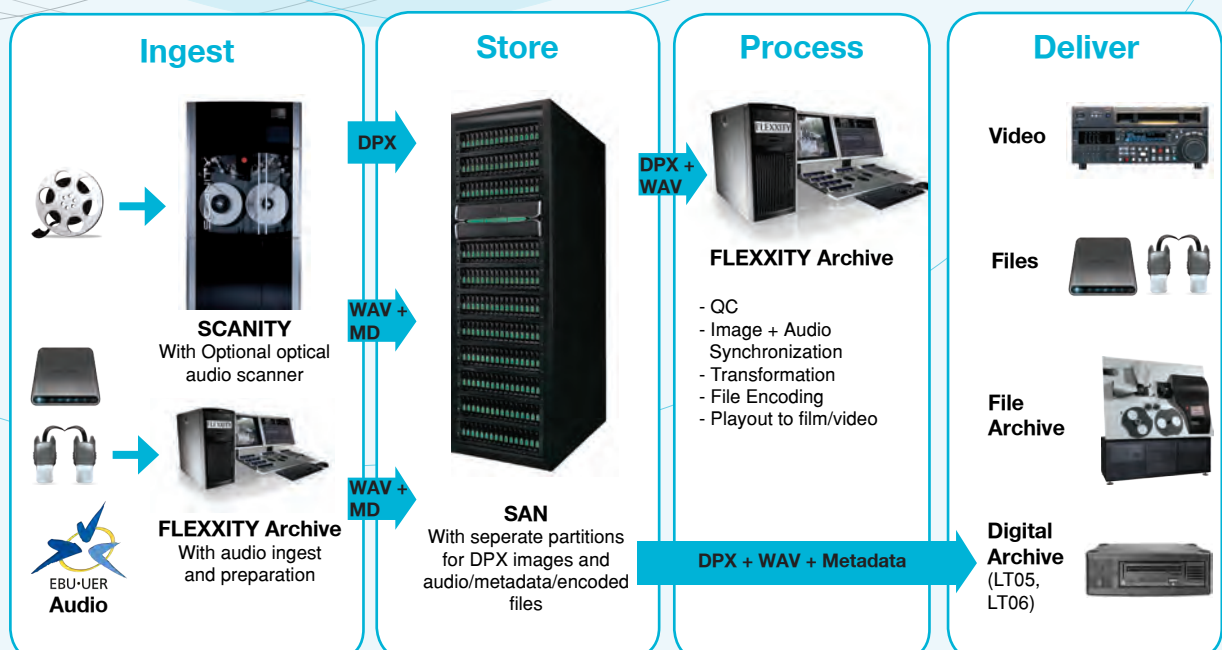 Ingest
DPX
WAV +
MD
SCANITY
With Optional optical
audio scanner
FLEXXITY
WAV +
MD
FLEXXITY Archive
With audio ingest
and preparation
EBU•UER
Audio
Store
SAN
With seperate partitions
for DPX images and
audio/metadata/encoded
files
Process
DPX +
WAV
FLEXXITY
FLEXXITY Archive
- QC
- Image + Audio
Synchronization
- Transformation
- File Encoding
- Playout to film/video
DPX + WAV + Metadata
Deliver
Video
Files
File
Archive
Digital
Archive
(LT05,
LT06)